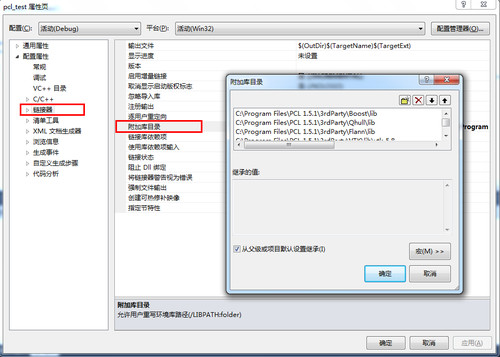 pcl_test 属性页
配置(C):
活动(Debug)
平台(P):
活动(Win32)
配置管理器(O)...
通用属性
配置属性
常规
调试
VC++ 目录
C/C++
链接器
清单工具
XML 文档生成器
浏览信息
生成事件
自定义生成步骤
代码分析
输出文件
$(OutDir)$(TargetName)$(TargetExt)
显示进度
未设置
版本
启用增量链接
取消显示启动版权标志
忽略导入库
注册输出
逐用户重定向
附加库目录
链接库依赖项
使用库依赖项输入
链接状态
阻止 Dll 绑定
将链接器警告视为错误
强制文件输出
创建可热修补映像
指定节特性
rogram
附加库目录
C:\Program Files\PCL 1.5.1\3rdParty\Boost\lib
C:\Program Files\PCL 1.5.1\3rdParty\Qhull\lib
C:\Program Files\PCL 1.5.1\3rdParty\Flann\lib
继承的值:
从父级或项目默认设置继承(I)
宏(M) >>
确定
取消
附加库目录
允许用户重写环境库路径(/LIBPATH:folder)
确定
取消
应用(A)